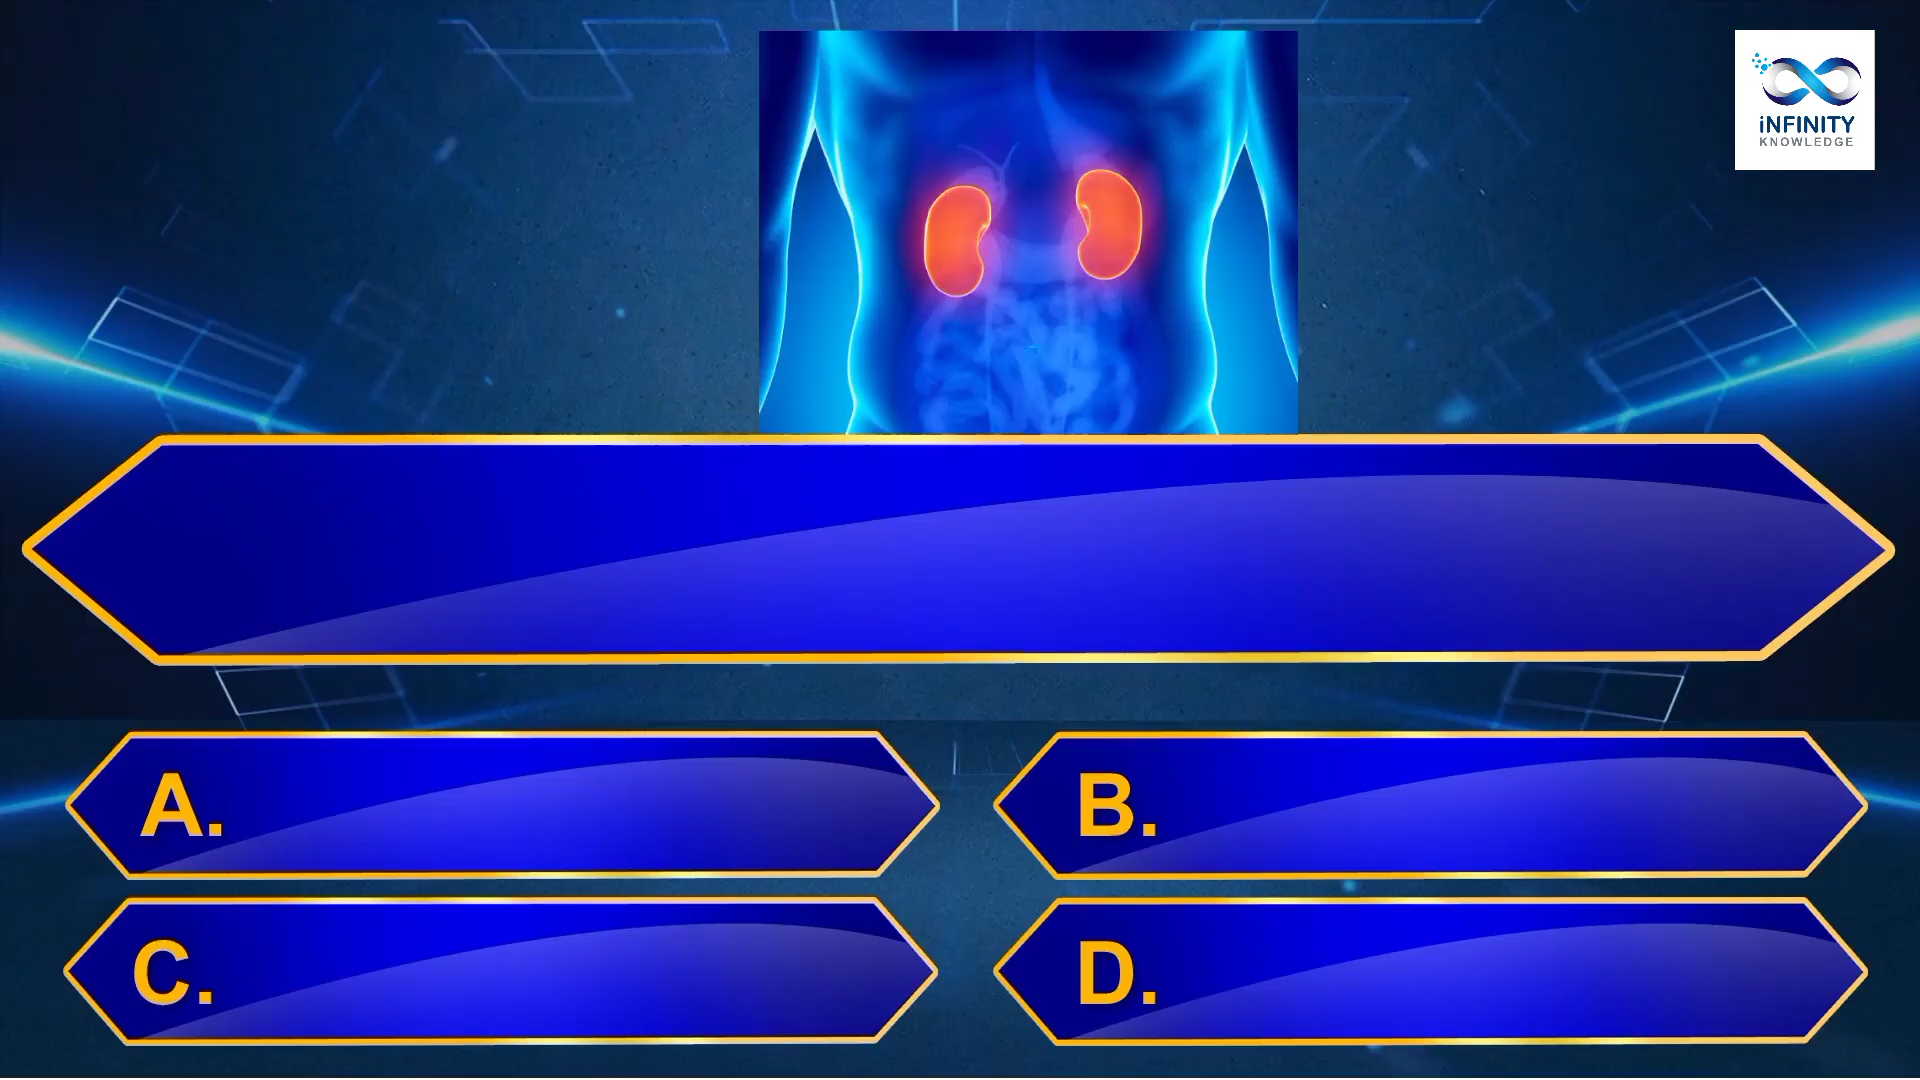 iNFINITY
KNOWLEDGE
A.
B.
C.
D.